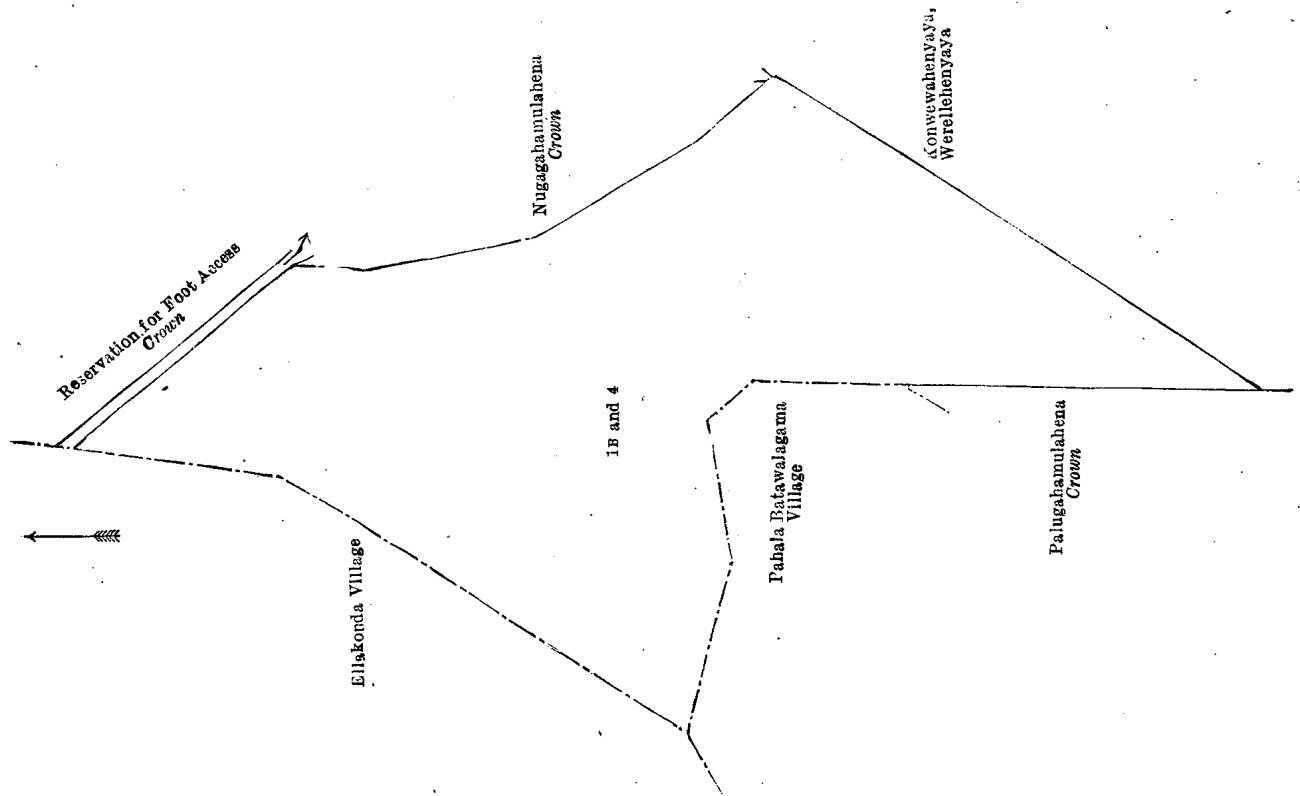 Reservation for Foot Access
Crown
Nugagahamulahena
Crown
Konwewahenyaya,
Werellehenyaya
Ellakonda Village
1B and 4
Pahala Batawalagama
Village
Palugahamulahena
Crown